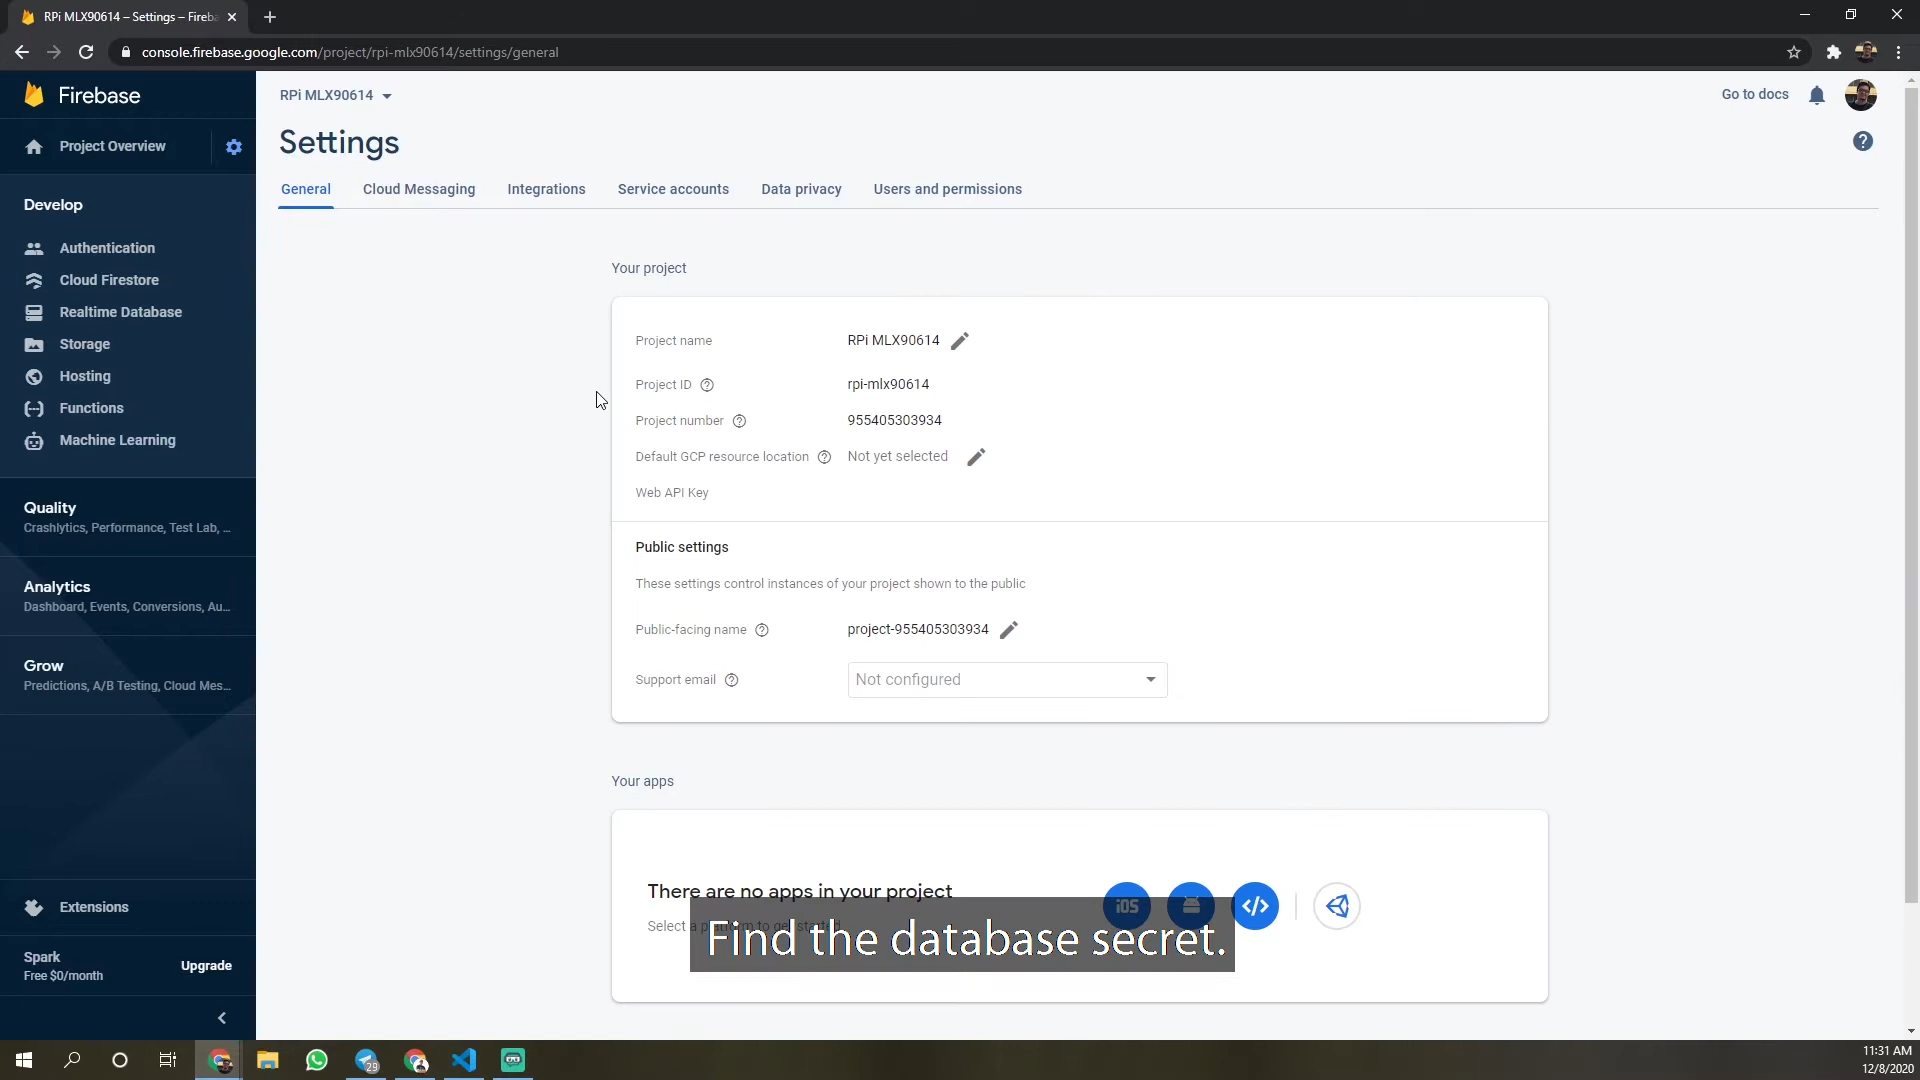 RPi MLX90614 – Settings – Fireba
console.firebase.google.com/project/rpi-mlx90614/settings/general
Firebase
RPi MLX90614
Go to docs
Project Overview
Settings
General
Cloud Messaging
Integrations
Service accounts
Data privacy
Users and permissions
Develop
Authentication
Cloud Firestore
Realtime Database
Storage
Hosting
Functions
Machine Learning
Quality
Crashlytics, Performance, Test Lab, ...
Analytics
Dashboard, Events, Conversions, Au...
Grow
Predictions, A/B Testing, Cloud Mes...
Extensions
Spark
Free $0/month
Upgrade
Your project
Project name
RPi MLX90614
Project ID
rpi-mlx90614
Project number
955405303934
Default GCP resource location
Not yet selected
Web API Key
Public settings
These settings control instances of your project shown to the public
Public-facing name
project-955405303934
Support email
Not configured
Your apps
There are no apps in your project
Select a platform to get started
iOS
Find the database secret.
29
11:31 AM
12/8/2020